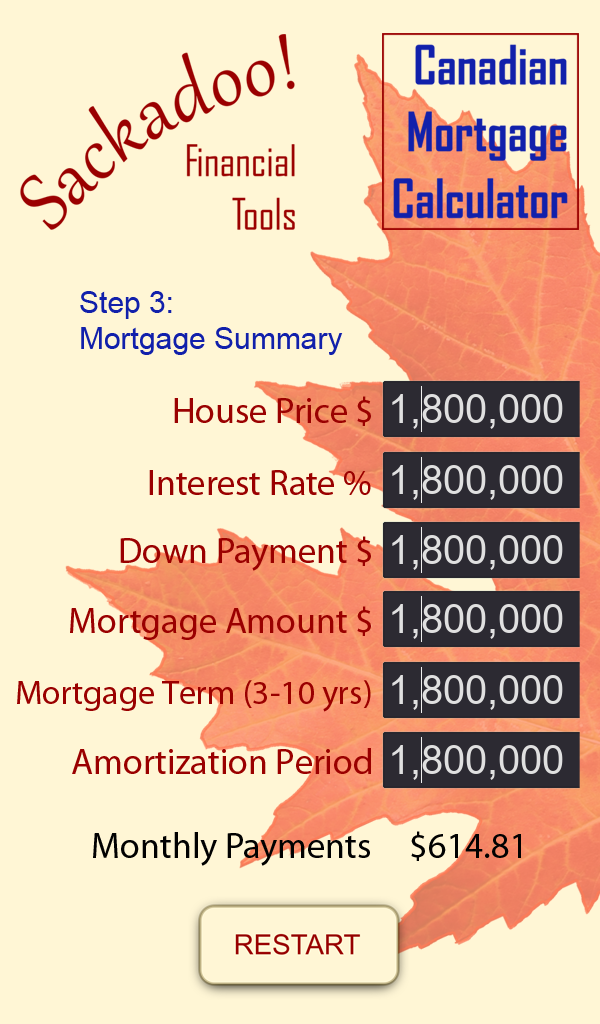 Sackadoo!
Financial
Tools
Canadian
Mortgage
Calculator
Step 3:
Mortgage Summary
House Price $ 1,800,000
Interest Rate % 1,800,000
Down Payment $ 1,800,000
Mortgage Amount $ 1,800,000
Mortgage Term (3-10 yrs) 1,800,000
Amortization Period 1,800,000
Monthly Payments $614.81
RESTART